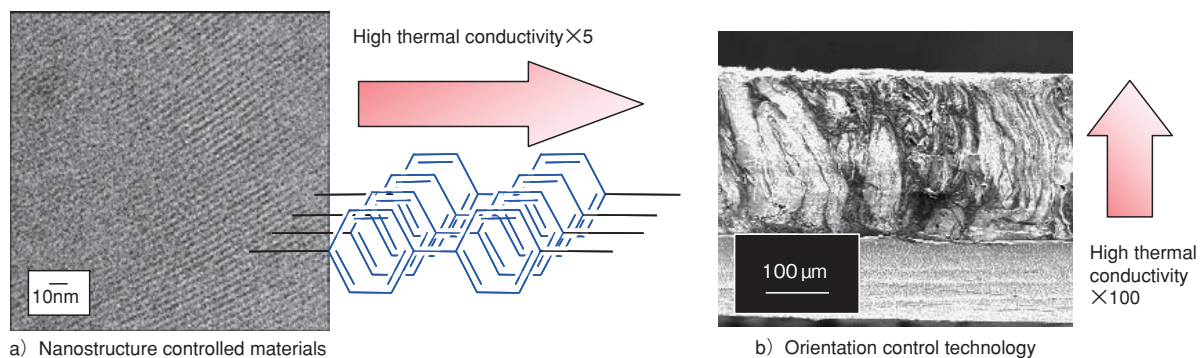 High thermal conductivity×5
10nm
a）Nanostructure controlled materials
100 µm
High thermal
conductivity
×100
b）Orientation control technology